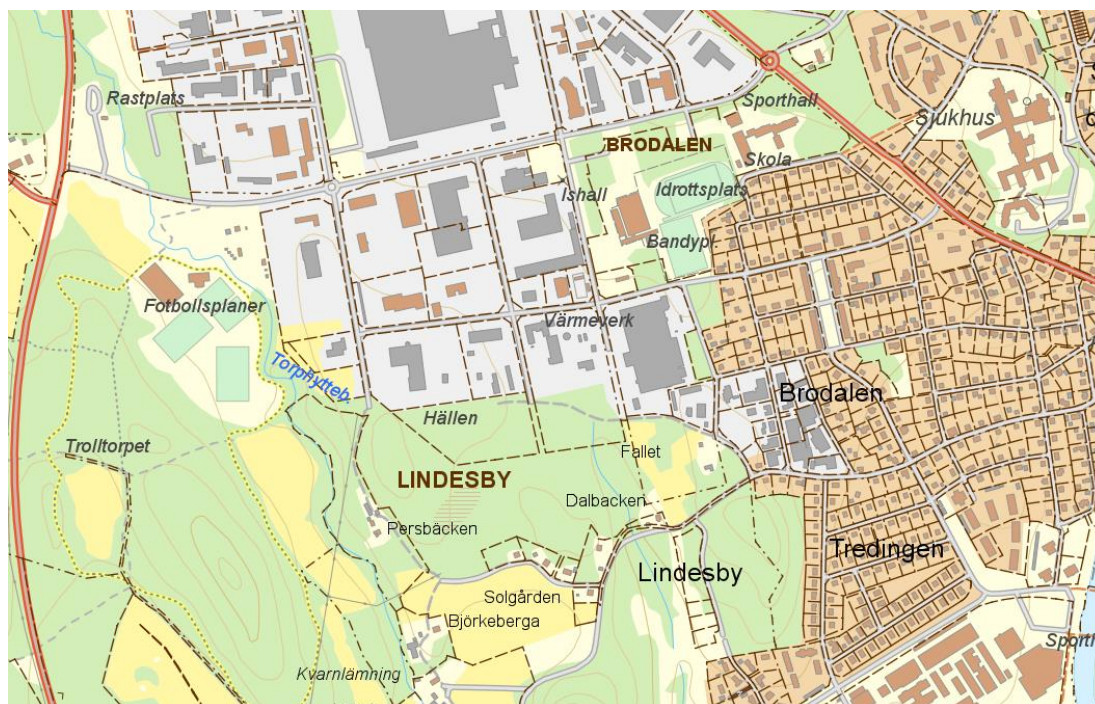 Rastplats
Sporthall
Sjukhus
BRODALEN
Skola
Ishall
Idrottsplats
Bandypl.
Fotbollsplaner
Värmeverk
Torphytteb.
Brodalen
Hällen
Trolltorpet
Fallet
LINDESBY
Dalbacken
Persbäcken
Tredingen
Lindesby
Solgården
Björkeberga
Kvarnlämning
Sporth